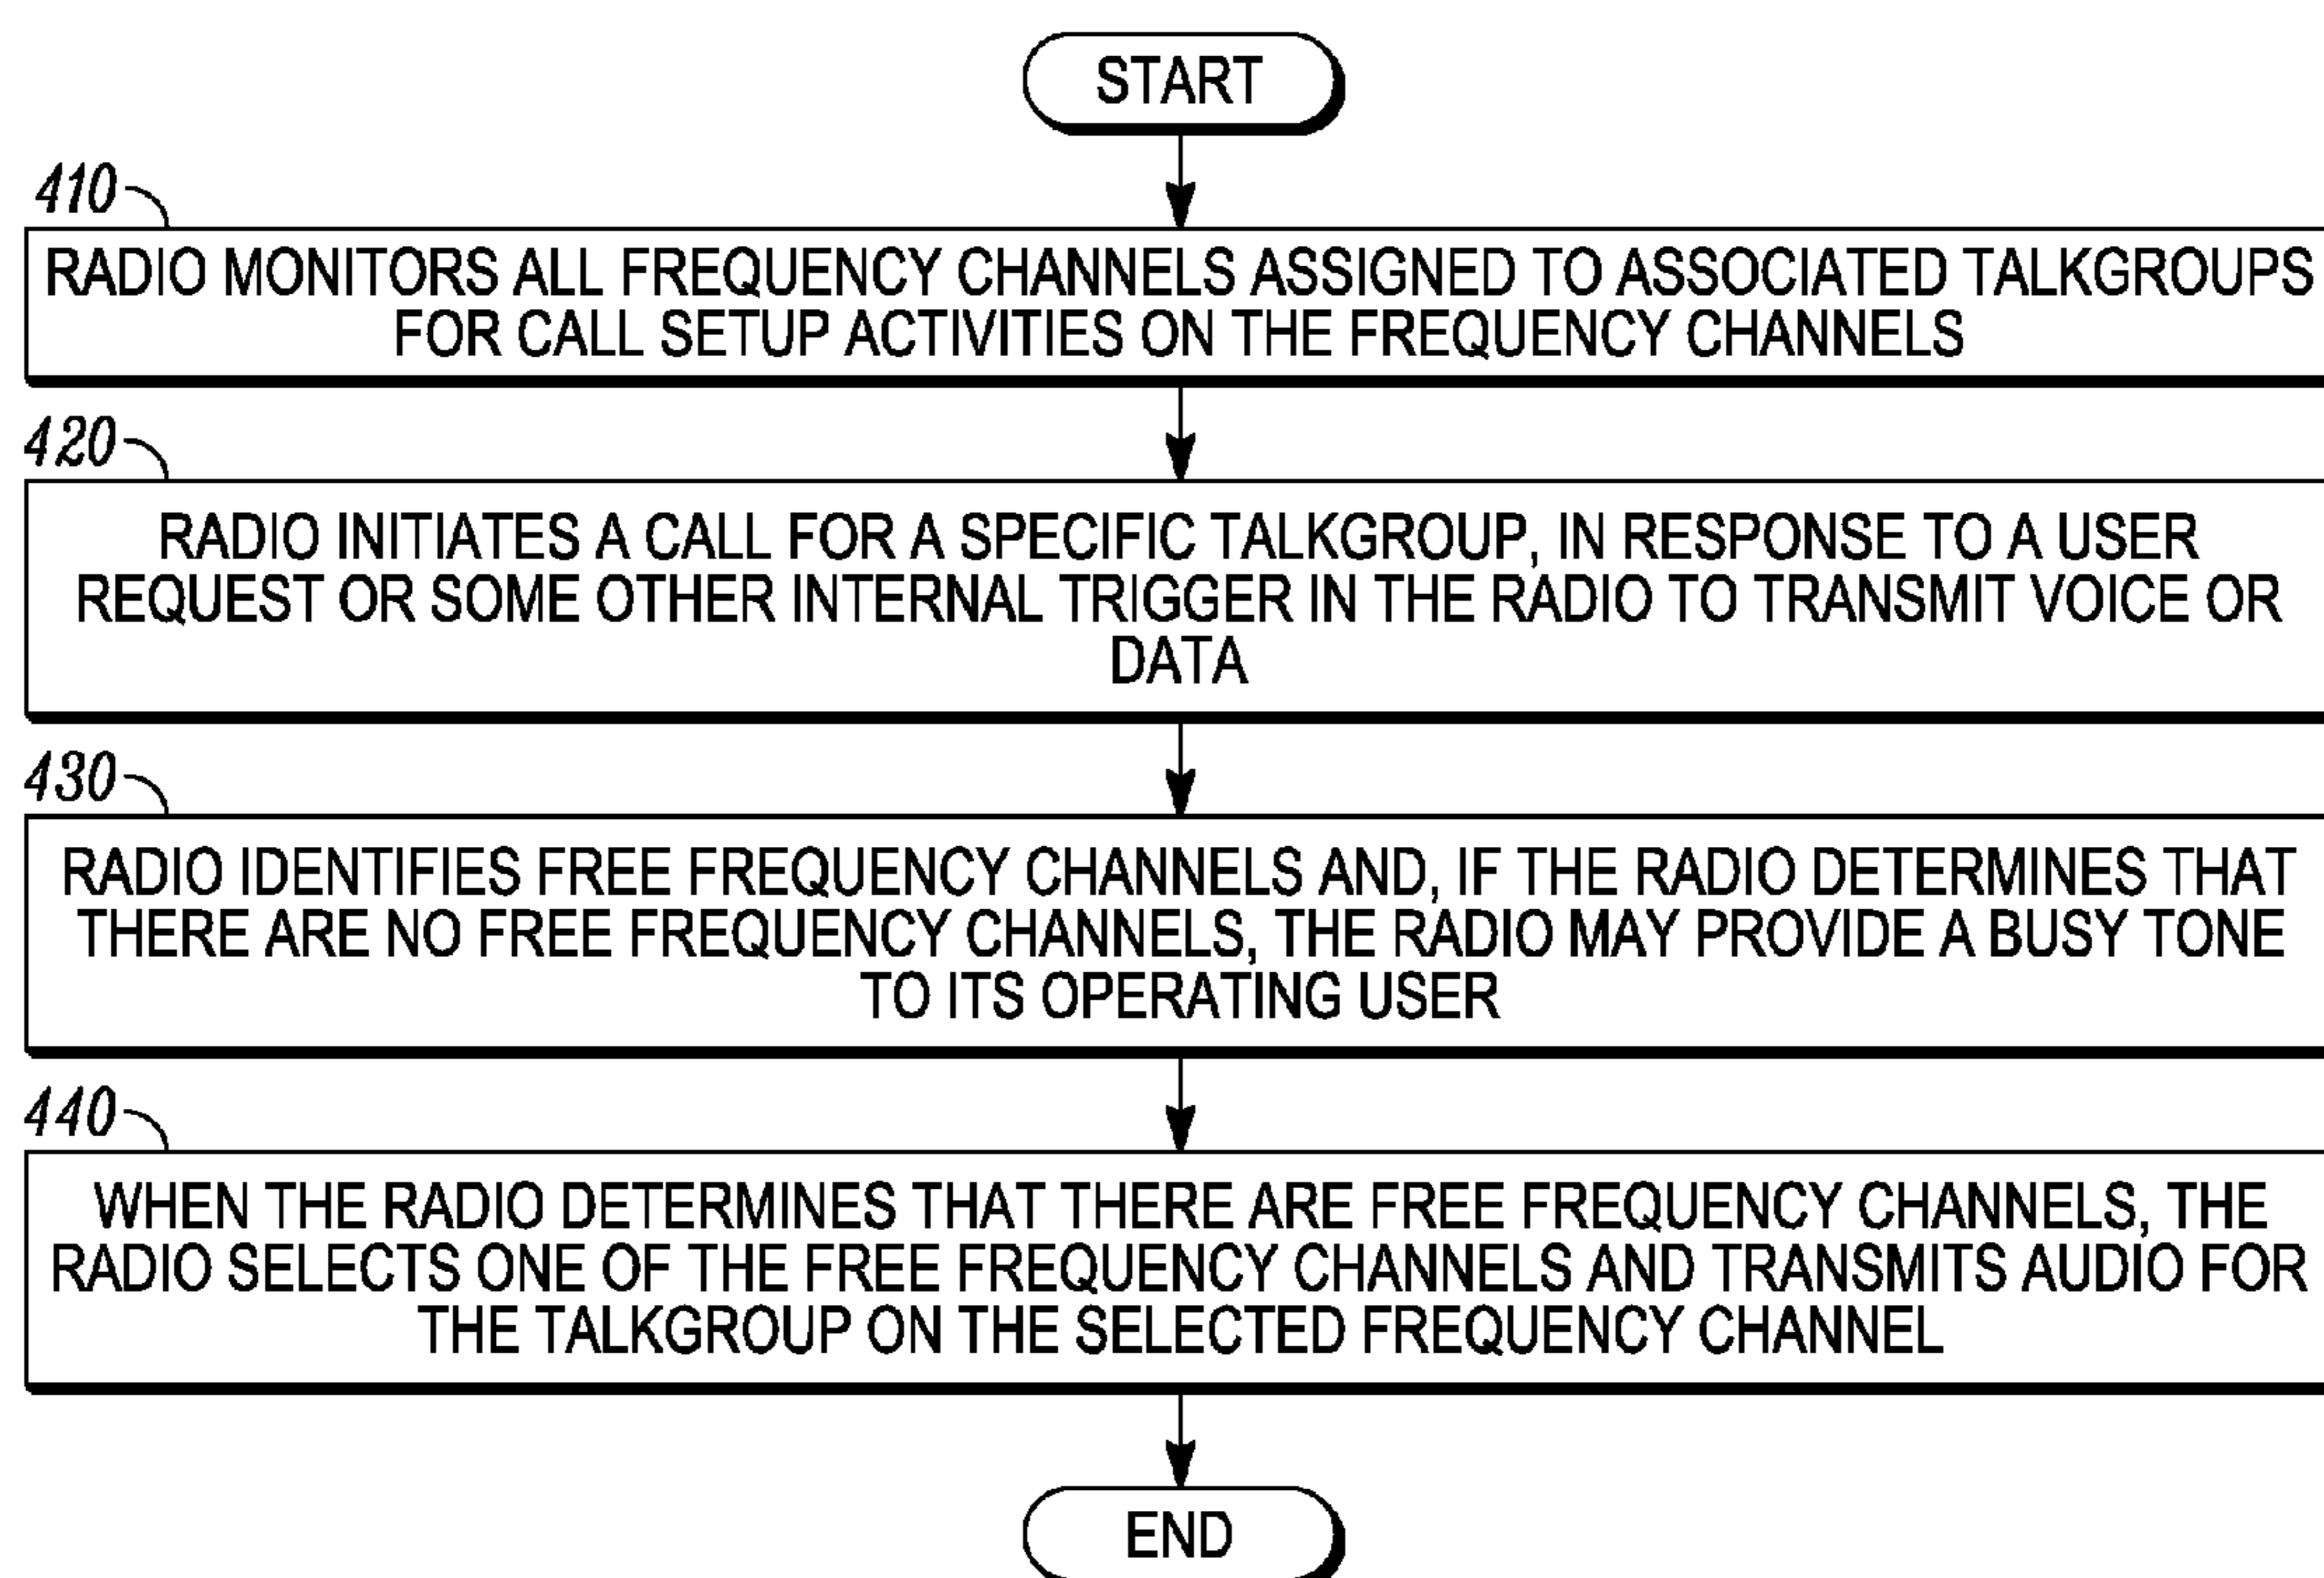 START
410
RADIO MONITORS ALL FREQUENCY CHANNELS ASSIGNED TO ASSOCIATED TALKGROUPS
FOR CALL SETUP ACTIVITIES ON THE FREQUENCY CHANNELS
420
RADIO INITIATES A CALL FOR A SPECIFIC TALKGROUP, IN RESPONSE TO A USER
REQUEST OR SOME OTHER INTERNAL TRIGGER IN THE RADIO TO TRANSMIT VOICE OR
DATA
430
RADIO IDENTIFIES FREE FREQUENCY CHANNELS AND, IF THE RADIO DETERMINES THAT
THERE ARE NO FREE FREQUENCY CHANNELS, THE RADIO MAY PROVIDE A BUSY TONE
TO ITS OPERATING USER
440
WHEN THE RADIO DETERMINES THAT THERE ARE FREE FREQUENCY CHANNELS, THE
RADIO SELECTS ONE OF THE FREE FREQUENCY CHANNELS AND TRANSMITS AUDIO FOR
THE TALKGROUP ON THE SELECTED FREQUENCY CHANNEL
END